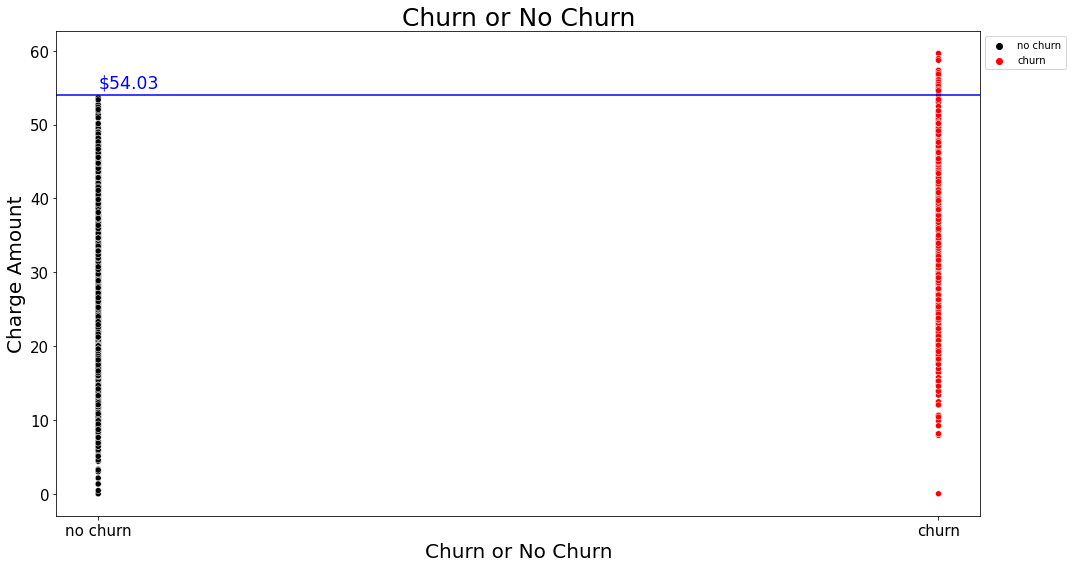 Churn or No Churn
no churn
churn
$54.03
Charge Amount
60
50
40
30
20
10
0
no churn
churn
Churn or No Churn